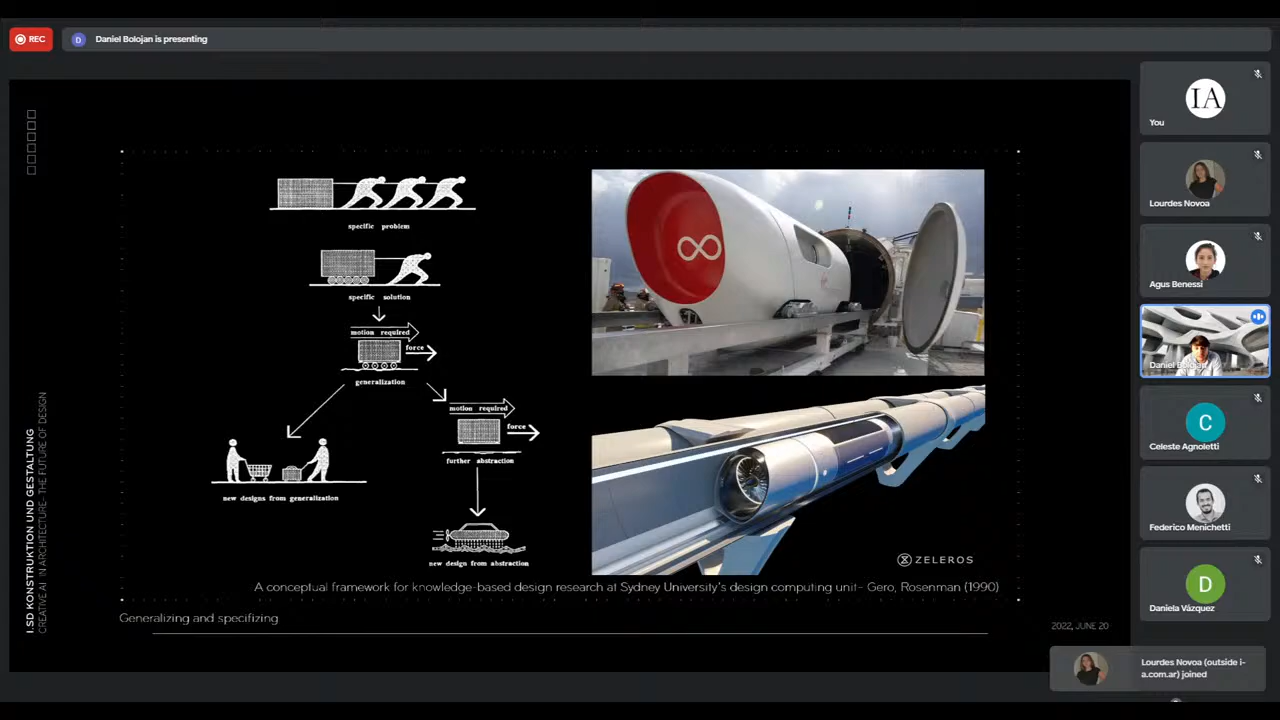 REC
D
Daniel Bolojan is presenting
specific problem
specific solution
motion required
force
generalization
motion required
force
further abstraction
new designs from generalization
new design from abstraction
ZELEROS
A conceptual framework for knowledge-based design research at Sydney University's design computing unit- Gero, Rosenman (1990)
Generalizing and specifizing
2022, JUNE 20
I.SD KONSTRUKTION UND GESTALTUNG
CREATIVE AI IN ARCHITECTURE- THE FUTURE OF DESIGN
IA
You
Lourdes Novoa
Agus Benessi
Daniel Bolojan
C
Celeste Agnoletti
Federico Menichetti
D
Daniela Vázquez
Lourdes Novoa (outside i-
a.com.ar) joined